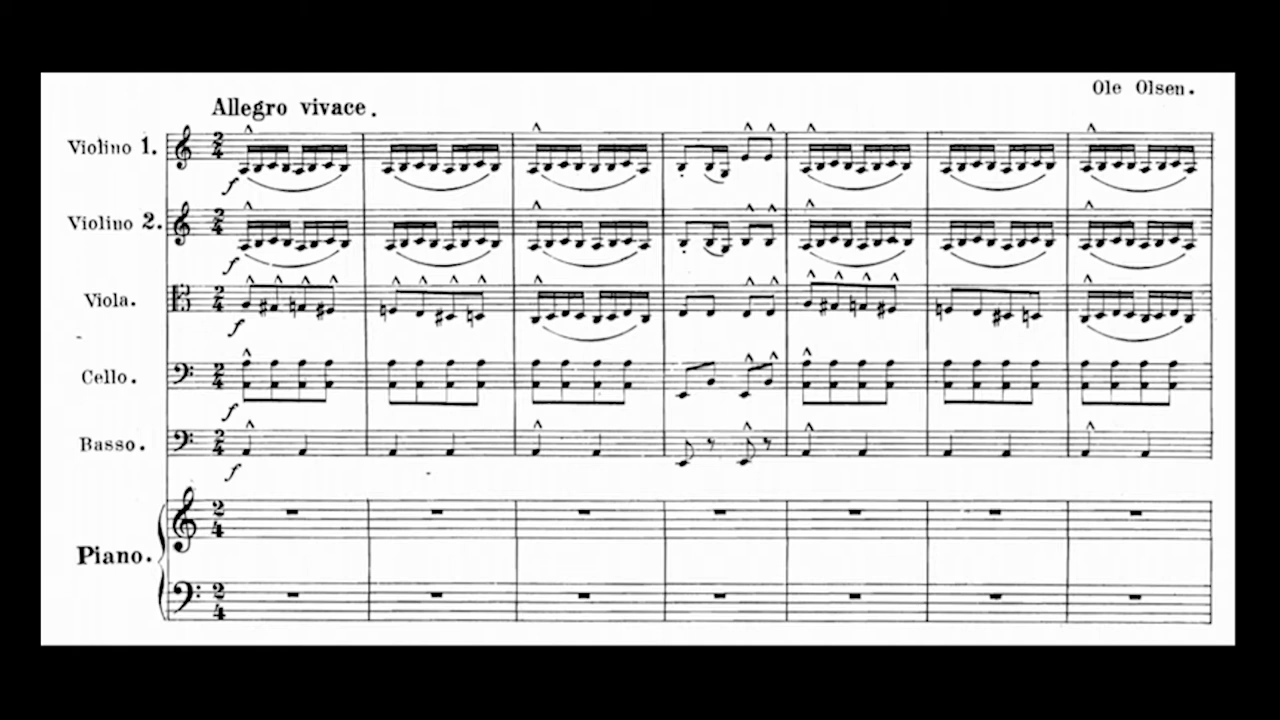 Ole Olsen.
Allegro vivace.
Violino 1.
f
Violino 2.
f
Viola.
f
Cello.
f
Basso.
f
Piano.